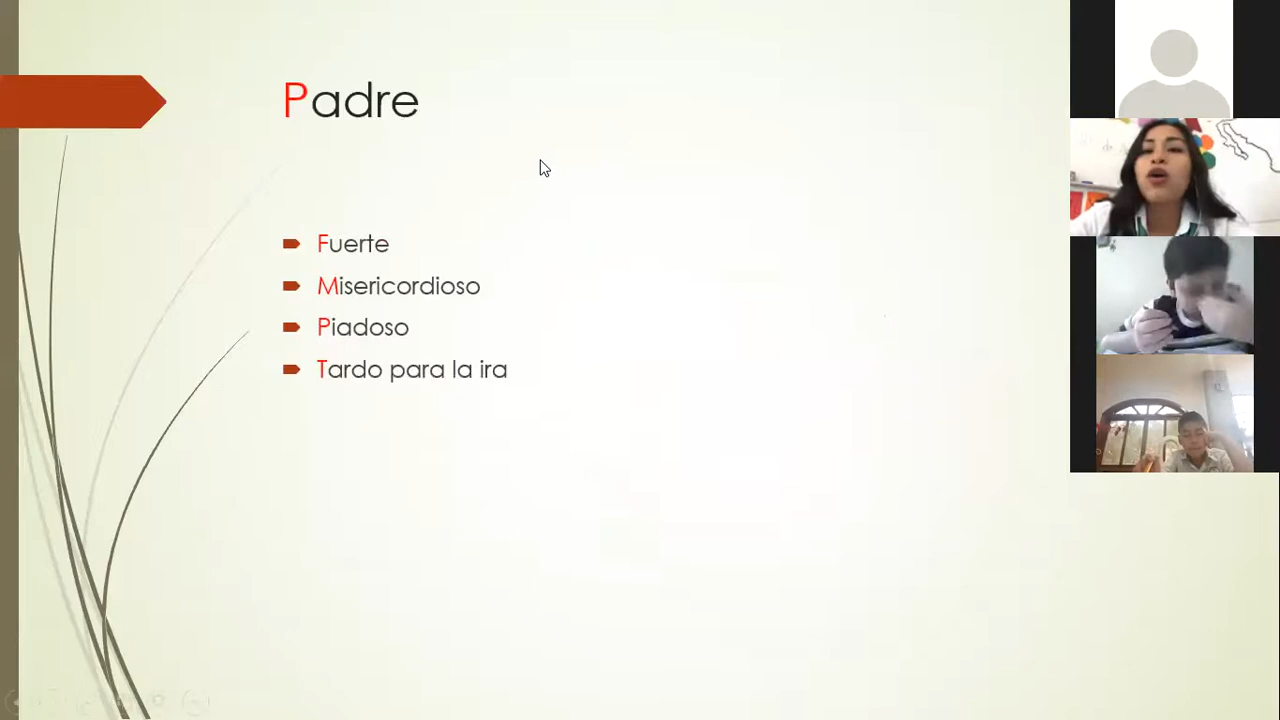 Padre
Fuerte
Misericordioso
Piadoso
Tardo para la ira